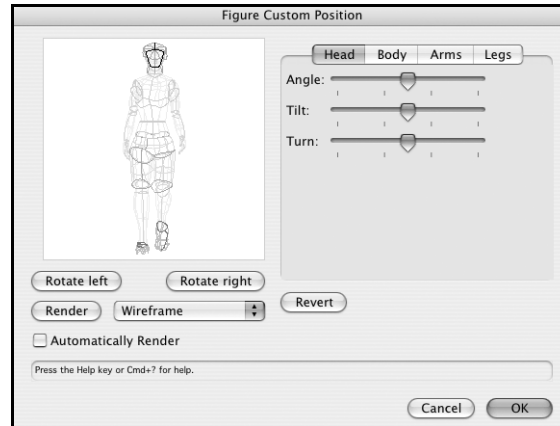 Figure Custom Position
Head Body Arms Legs
Angle:
Tilt:
Turn:
Rotate left Rotate right
Render Wireframe
Revert
Automatically Render
Press the Help key or Cmd+? for help.
Cancel OK